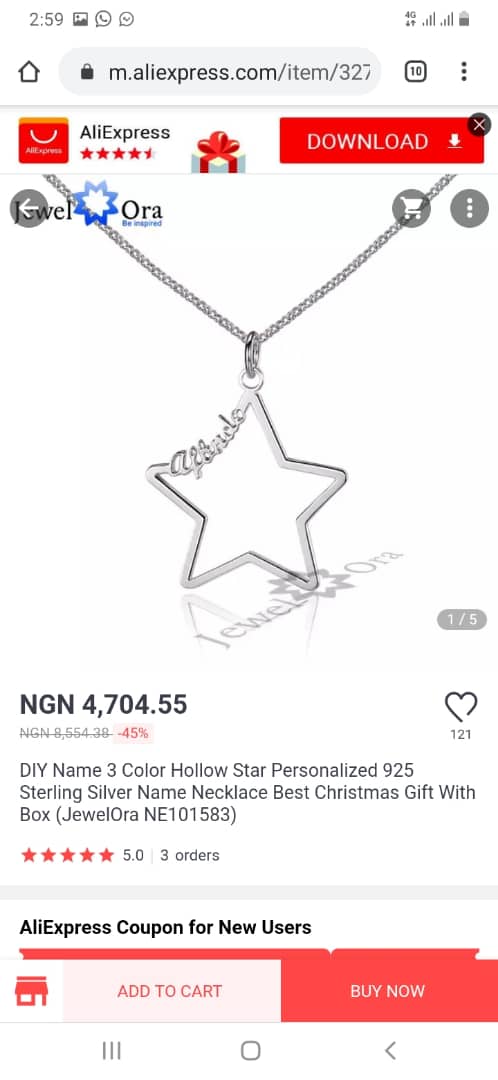 2:59
4G
m.aliexpress.com/item/327
10
AliExpress
AliExpress
DOWNLOAD
Jewel Ora
Be inspired
Jewel Ora
1 / 5
NGN 4,704.55
NGN 8,554.38 -45%
121
DIY Name 3 Color Hollow Star Personalized 925
Sterling Silver Name Necklace Best Christmas Gift With
Box (JewelOra NE101583)
5.0 | 3 orders
AliExpress Coupon for New Users
ADD TO CART
BUY NOW